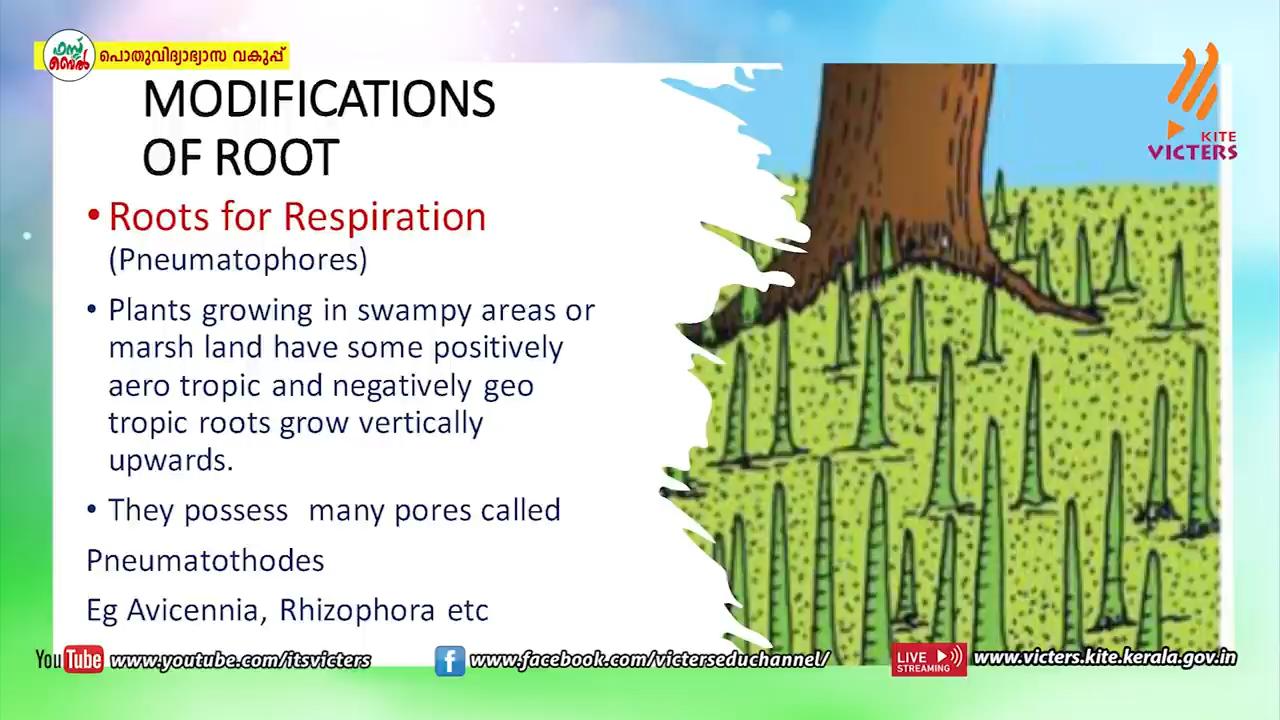 ഫസ്റ്റ് ബെൽ
പൊതുവിദ്യാഭ്യാസ വകുപ്പ്
KITE
VICTERS
MODIFICATIONS
OF ROOT
• Roots for Respiration
(Pneumatophores)
• Plants growing in swampy areas or
marsh land have some positively
aero tropic and negatively geo
tropic roots grow vertically
upwards.
• They possess many pores called
Pneumatothodes
Eg Avicennia, Rhizophora etc
YouTube www.youtube.com/itsvicters
f www.facebook.com/victerseduchannel/
LIVE
STREAMING
www.victers.kite.kerala.gov.in